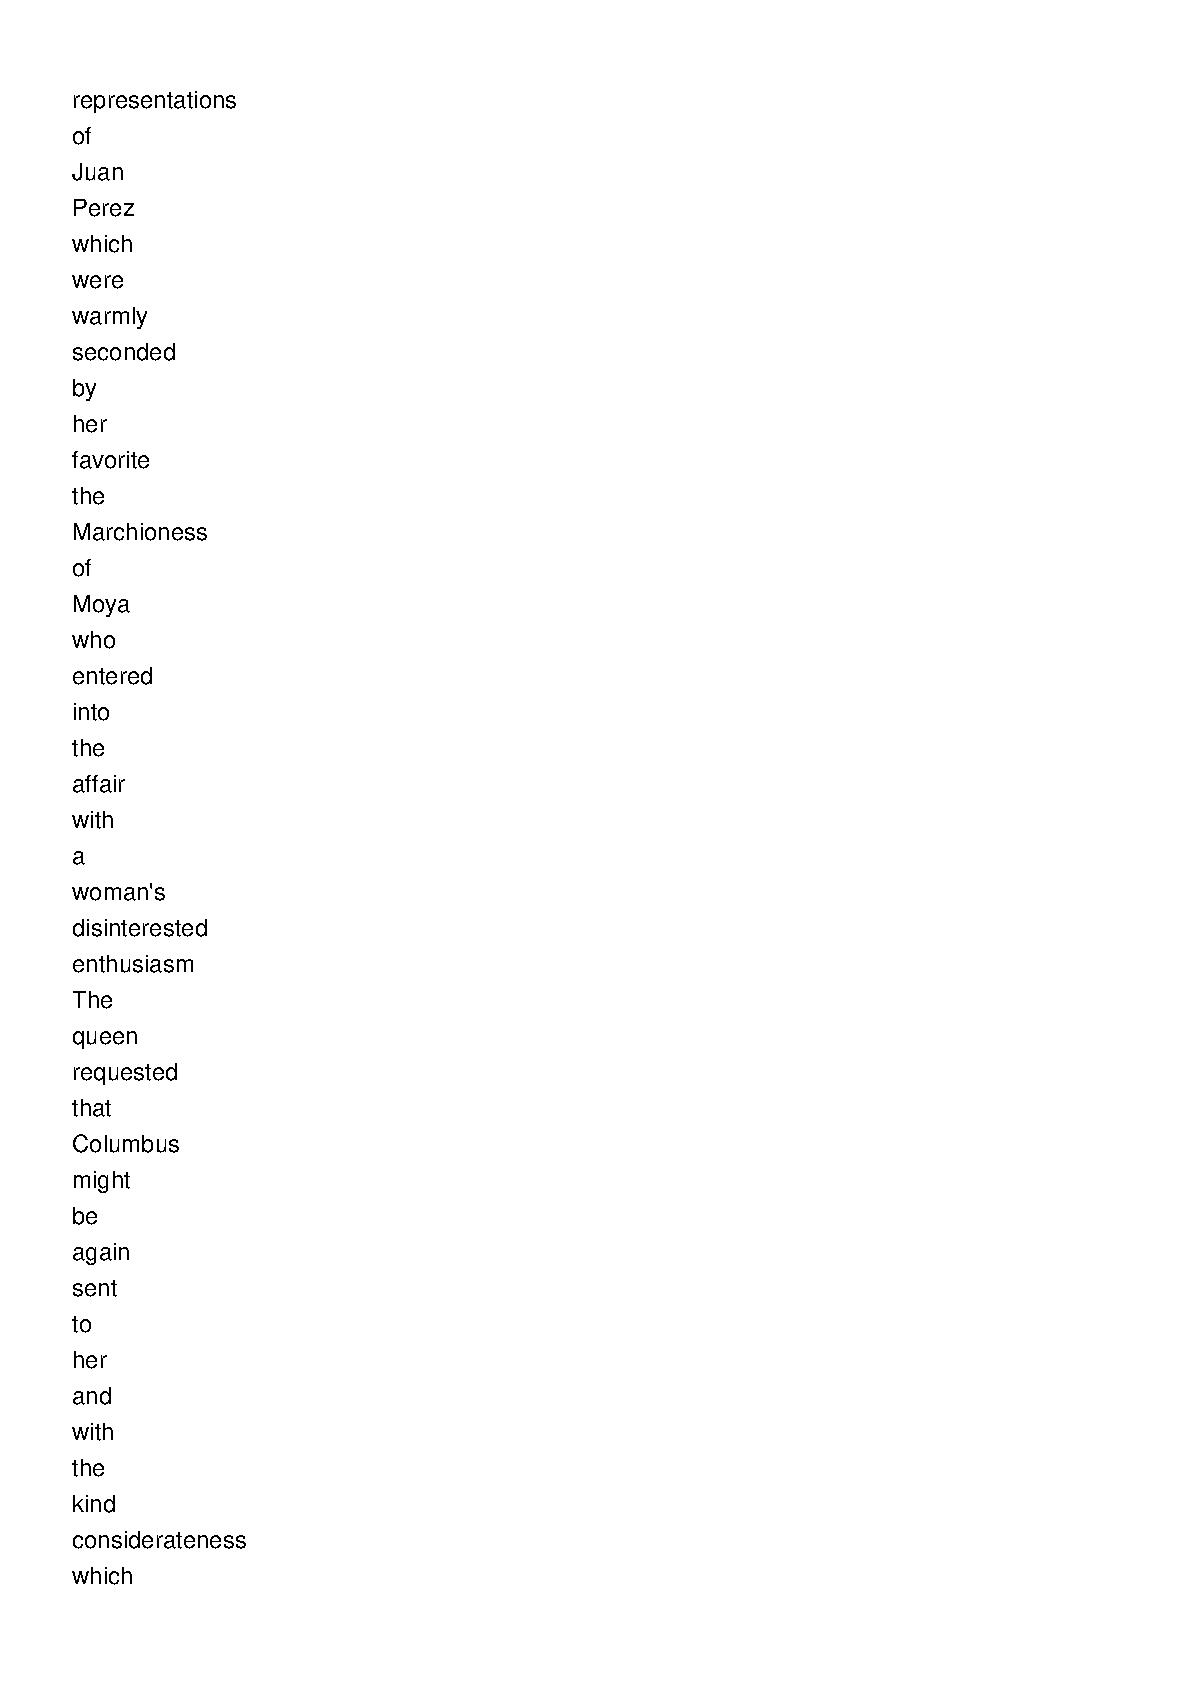 representations
of
Juan
Perez
which
were
warmly
seconded
by
her
favorite
the
Marchioness
of
Moya
who
entered
into
the
affair
with
a
woman's
disinterested
enthusiasm
The
queen
requested
that
Columbus
might
be
again
sent
to
her
and
with
the
kind
considerateness
which